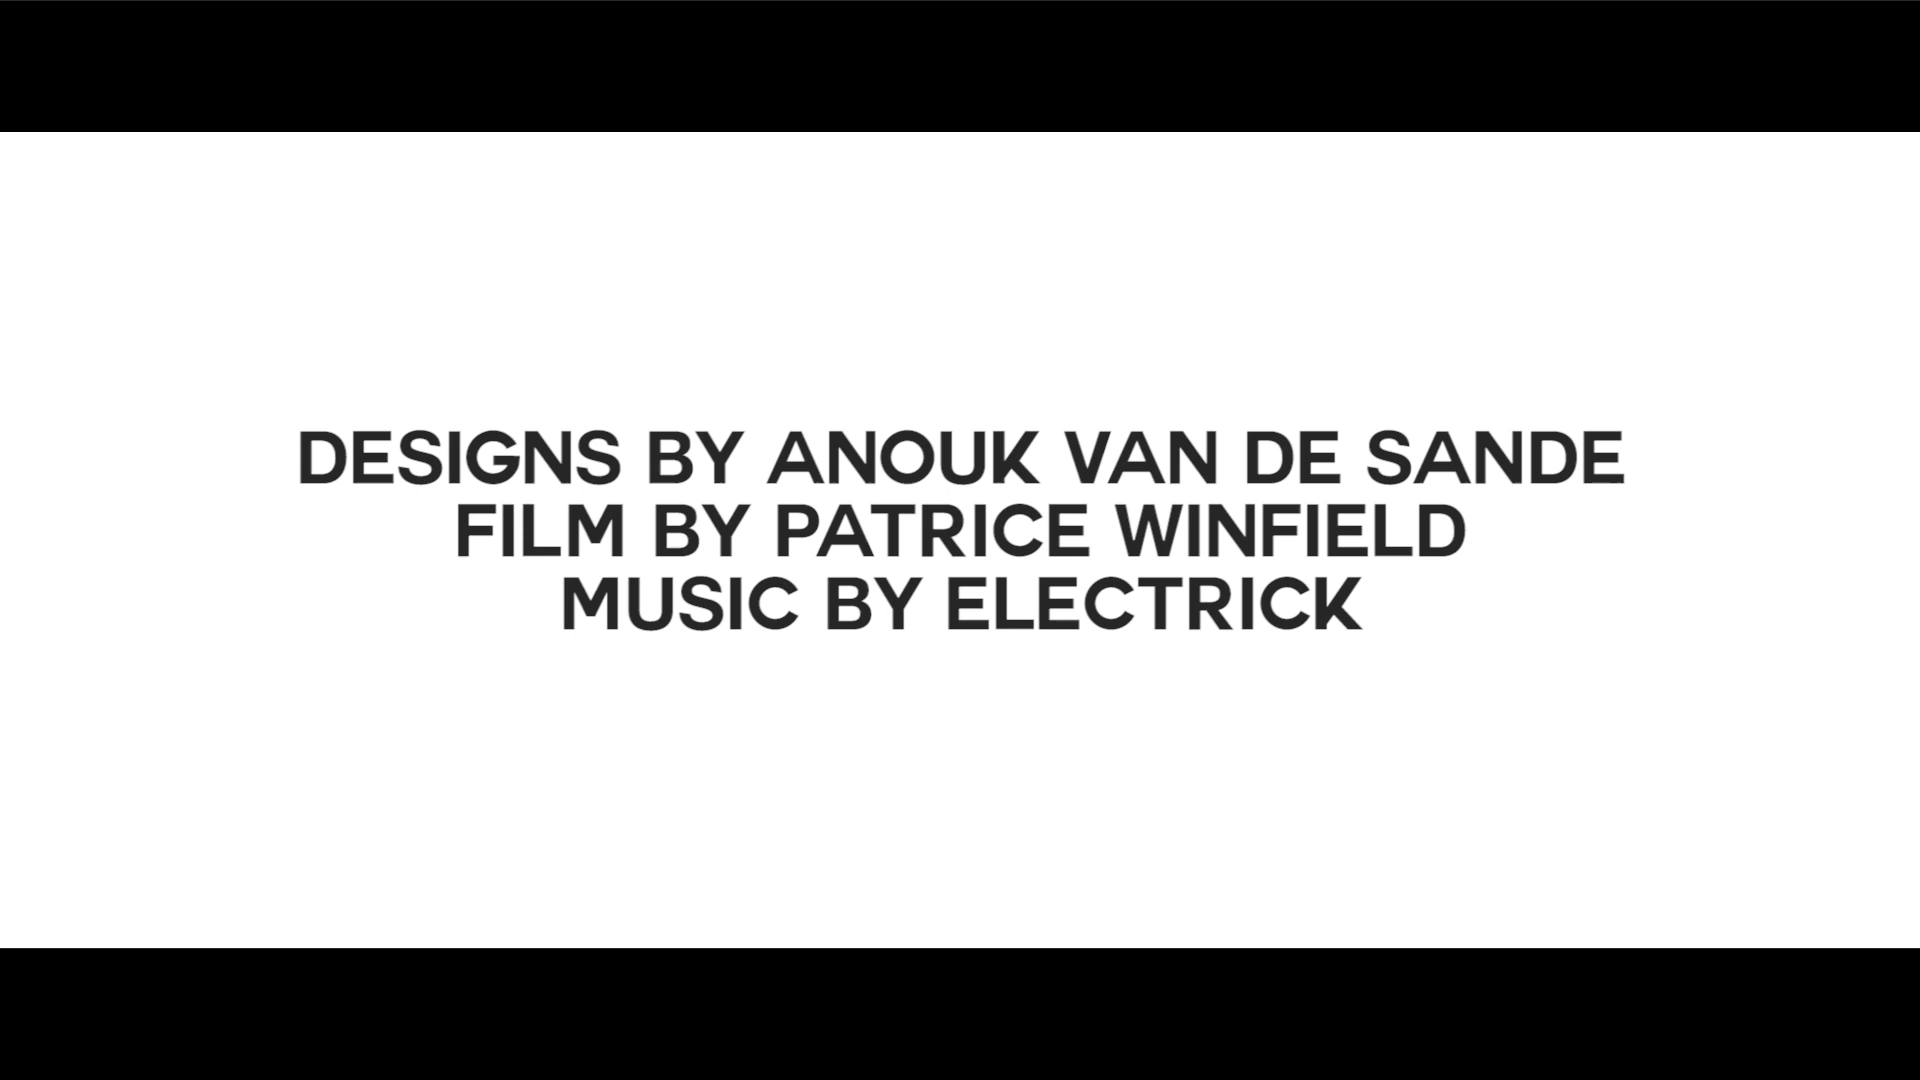 DESIGNS BY ANOUK VAN DE SANDE
FILM BY PATRICE WINFIELD
MUSIC BY ELECTRICK